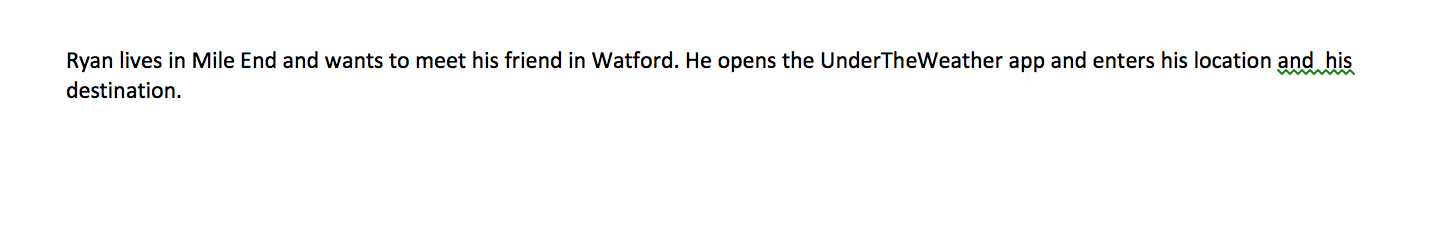 Ryan lives in Mile End and wants to meet his friend in Watford. He opens the UnderTheWeather app and enters his location and  his
destination.